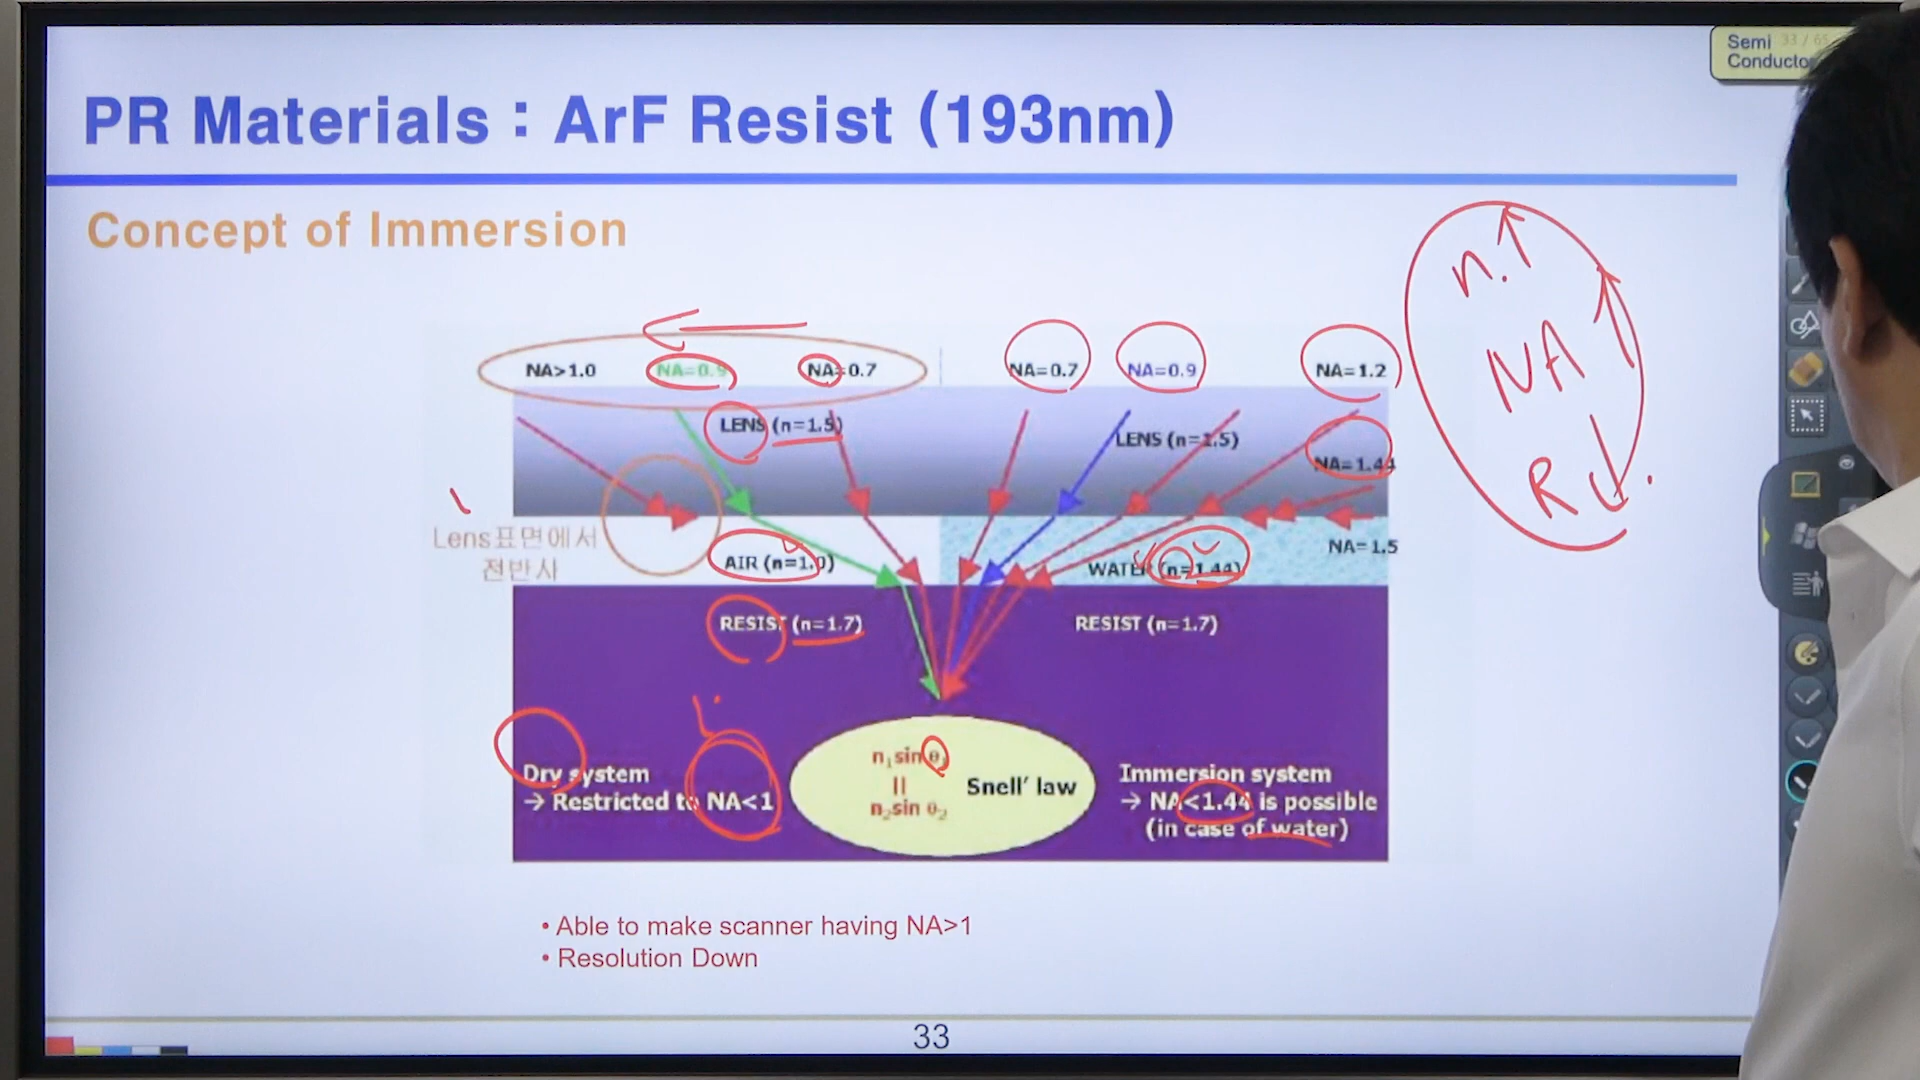 Semi 33 / 65
Conductor
PR Materials : ArF Resist (193nm)
Concept of Immersion
n.↑
NA ↑
R ↓.
NA>1.0 NA=0.9 NA=0.7 NA=0.7 NA=0.9 NA=1.2
LENS (n=1.5) LENS (n=1.5)
NA=1.44
Lens표면에서
전반사
AIR (n=1.0) WATER (n=1.44) NA=1.5
RESIST (n=1.7) RESIST (n=1.7)
Dry system
→ Restricted to NA<1
n₁sin θ₁
||
n₂sin θ₂
Snell' law
Immersion system
→ NA<1.44 is possible
(in case of water)
• Able to make scanner having NA>1
• Resolution Down
33